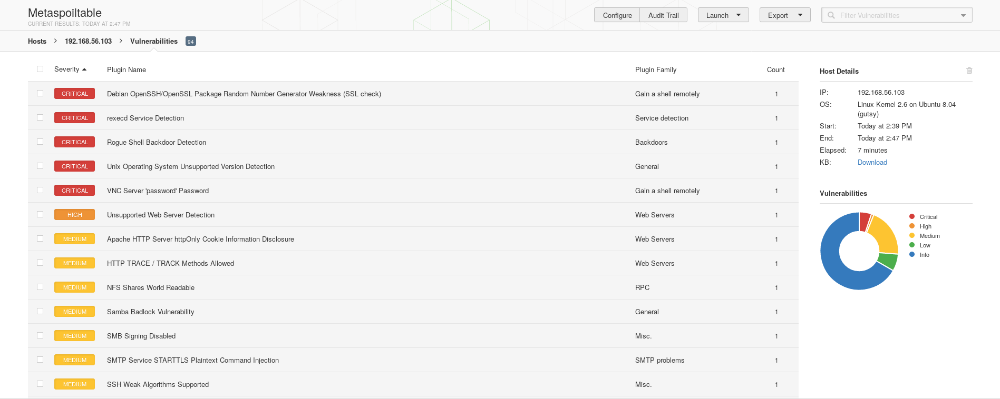 Metaspoiltable
CURRENT RESULTS: TODAY AT 2:47 PM
Configure Audit Trail Launch Export Filter Vulnerabilities
Hosts > 192.168.56.103 > Vulnerabilities 94
Severity Plugin Name Plugin Family Count
CRITICAL Debian OpenSSH/OpenSSL Package Random Number Generator Weakness (SSL check) Gain a shell remotely 1
CRITICAL rexecd Service Detection Service detection 1
CRITICAL Rogue Shell Backdoor Detection Backdoors 1
CRITICAL Unix Operating System Unsupported Version Detection General 1
CRITICAL VNC Server 'password' Password Gain a shell remotely 1
HIGH Unsupported Web Server Detection Web Servers 1
MEDIUM Apache HTTP Server httpOnly Cookie Information Disclosure Web Servers 1
MEDIUM HTTP TRACE / TRACK Methods Allowed Web Servers 1
MEDIUM NFS Shares World Readable RPC 1
MEDIUM Samba Badlock Vulnerability General 1
MEDIUM SMB Signing Disabled Misc. 1
MEDIUM SMTP Service STARTTLS Plaintext Command Injection SMTP problems 1
MEDIUM SSH Weak Algorithms Supported Misc. 1
Host Details
IP: 192.168.56.103
OS: Linux Kernel 2.6 on Ubuntu 8.04
(gutsy)
Start: Today at 2:39 PM
End: Today at 2:47 PM
Elapsed: 7 minutes
KB: Download
Vulnerabilities
Critical
High
Medium
Low
Info